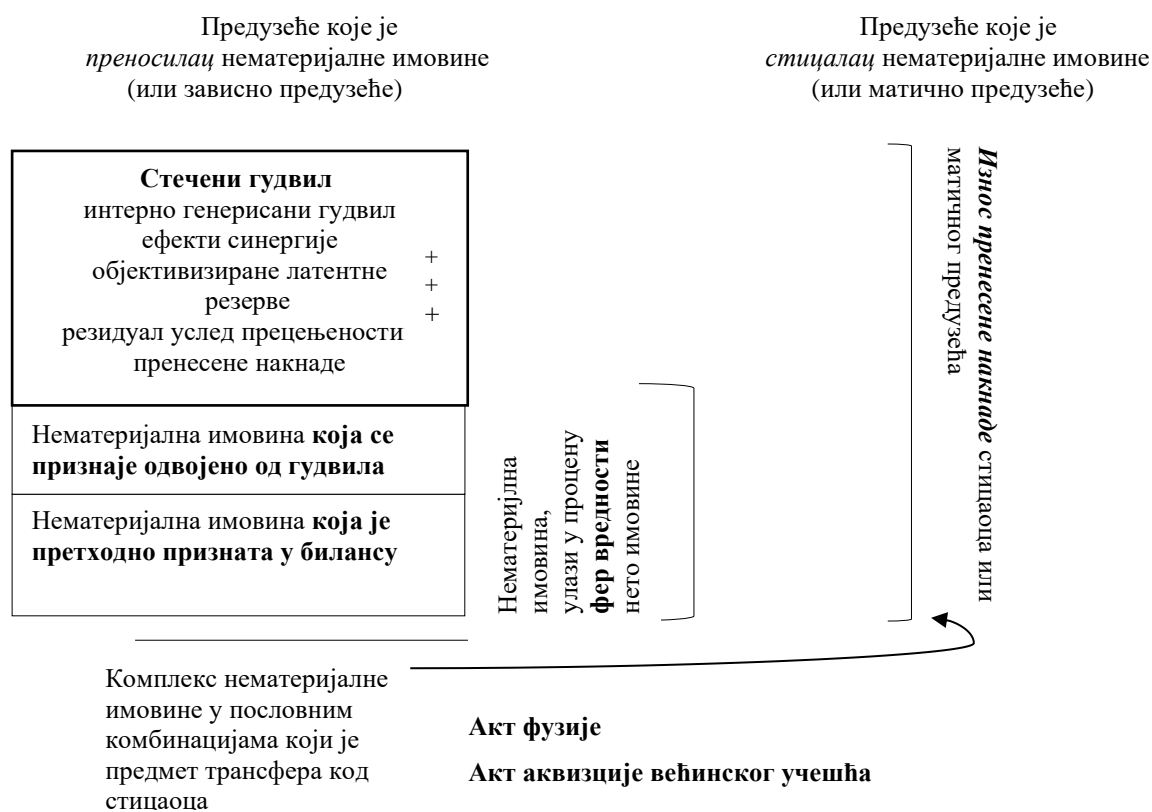 Предузеће које је
преносилац нематеријалне имовине
(или зависно предузеће)
Предузеће које је
стицалац нематеријалне имовине
(или матично предузеће)
Стечени гудвил
интерно генерисани гудвил
ефекти синергије
објективизиране латентне
резерве
резидуал услед прецењености
пренесене накнаде
+
+
+
Нематеријална имовина која се
признаје одвојено од гудвила
Нематеријална имовина која је
претходно призната у билансу
Нематеријлна
имовина,
улази у процену
фер вредности
нето имовине
Износ пренесене накнаде стицаоца или
матичног предузећа
Комплекс нематеријалне
имовине у пословним
комбинацијама који је
предмет трансфера код
стицаоца
Акт фузије
Акт аквизције већинског учешћа